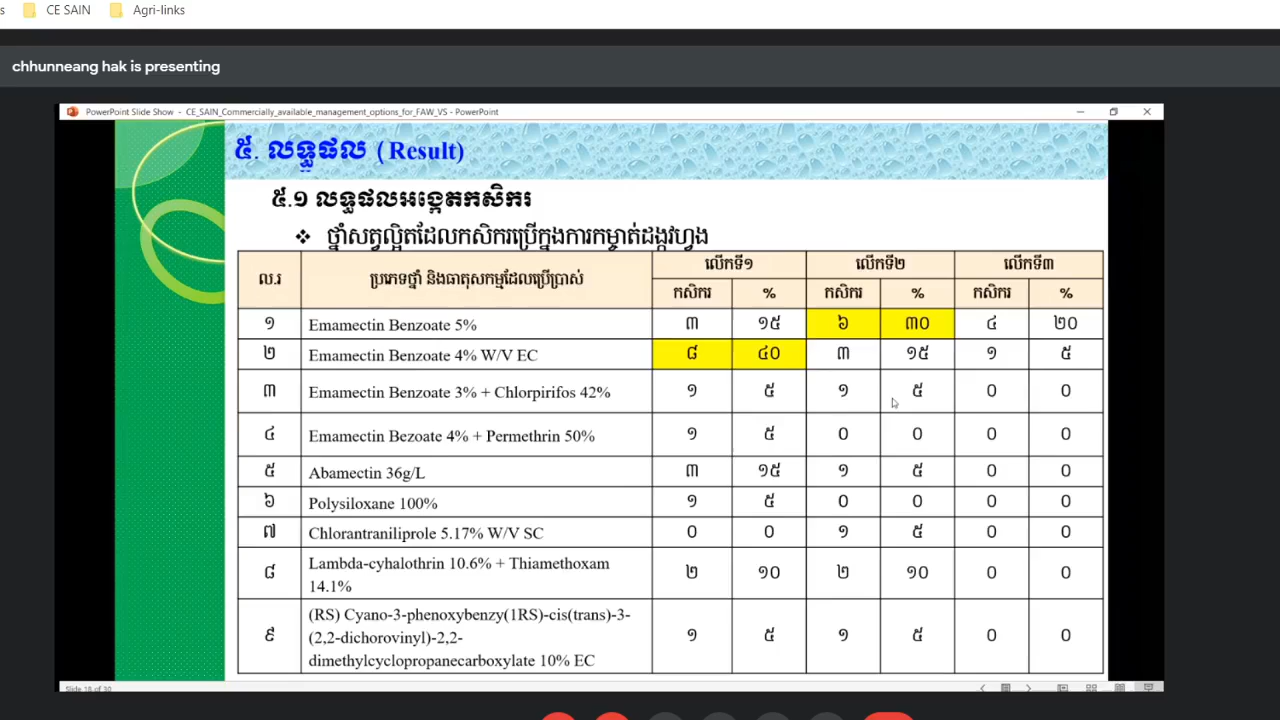 s CE SAIN Agri-links
chhunneang hak is presenting
PowerPoint Slide Show - CE_SAIN_Commercially_available_management_options_for_FAW_VS - PowerPoint
៥. លទ្ធផល (Result)
៥.១ លទ្ធផលអង្កេតកសិករ
❖ ថ្នាំសត្វល្អិតដែលកសិករប្រើក្នុងការកម្ចាត់ដង្កូវហ្វូង
ល.រ ប្រភេទថ្នាំ និងធាតុសកម្មដែលប្រើប្រាស់ លើកទី១ លើកទី២ លើកទី៣
កសិករ % កសិករ % កសិករ %
១ Emamectin Benzoate 5% ៣ ១៥ ៦ ៣០ ៤ ២០
២ Emamectin Benzoate 4% W/V EC ៨ ៤០ ៣ ១៥ ១ ៥
៣ Emamectin Benzoate 3% + Chlorpirifos 42% ១ ៥ ១ ៥ ០ ០
៤ Emamectin Bezoate 4% + Permethrin 50% ១ ៥ ០ ០ ០ ០
៥ Abamectin 36g/L ៣ ១៥ ១ ៥ ០ ០
៦ Polysiloxane 100% ១ ៥ ០ ០ ០ ០
៧ Chlorantraniliprole 5.17% W/V SC ០ ០ ១ ៥ ០ ០
៨ Lambda-cyhalothrin 10.6% + Thiamethoxam ២ ១០ ២ ១០ ០ ០
14.1%
(RS) Cyano-3-phenoxybenzy(1RS)-cis(trans)-3-
៩ (2,2-dichorovinyl)-2,2- ១ ៥ ១ ៥ ០ ០
dimethylcyclopropanecarboxylate 10% EC
Slide 18 of 30